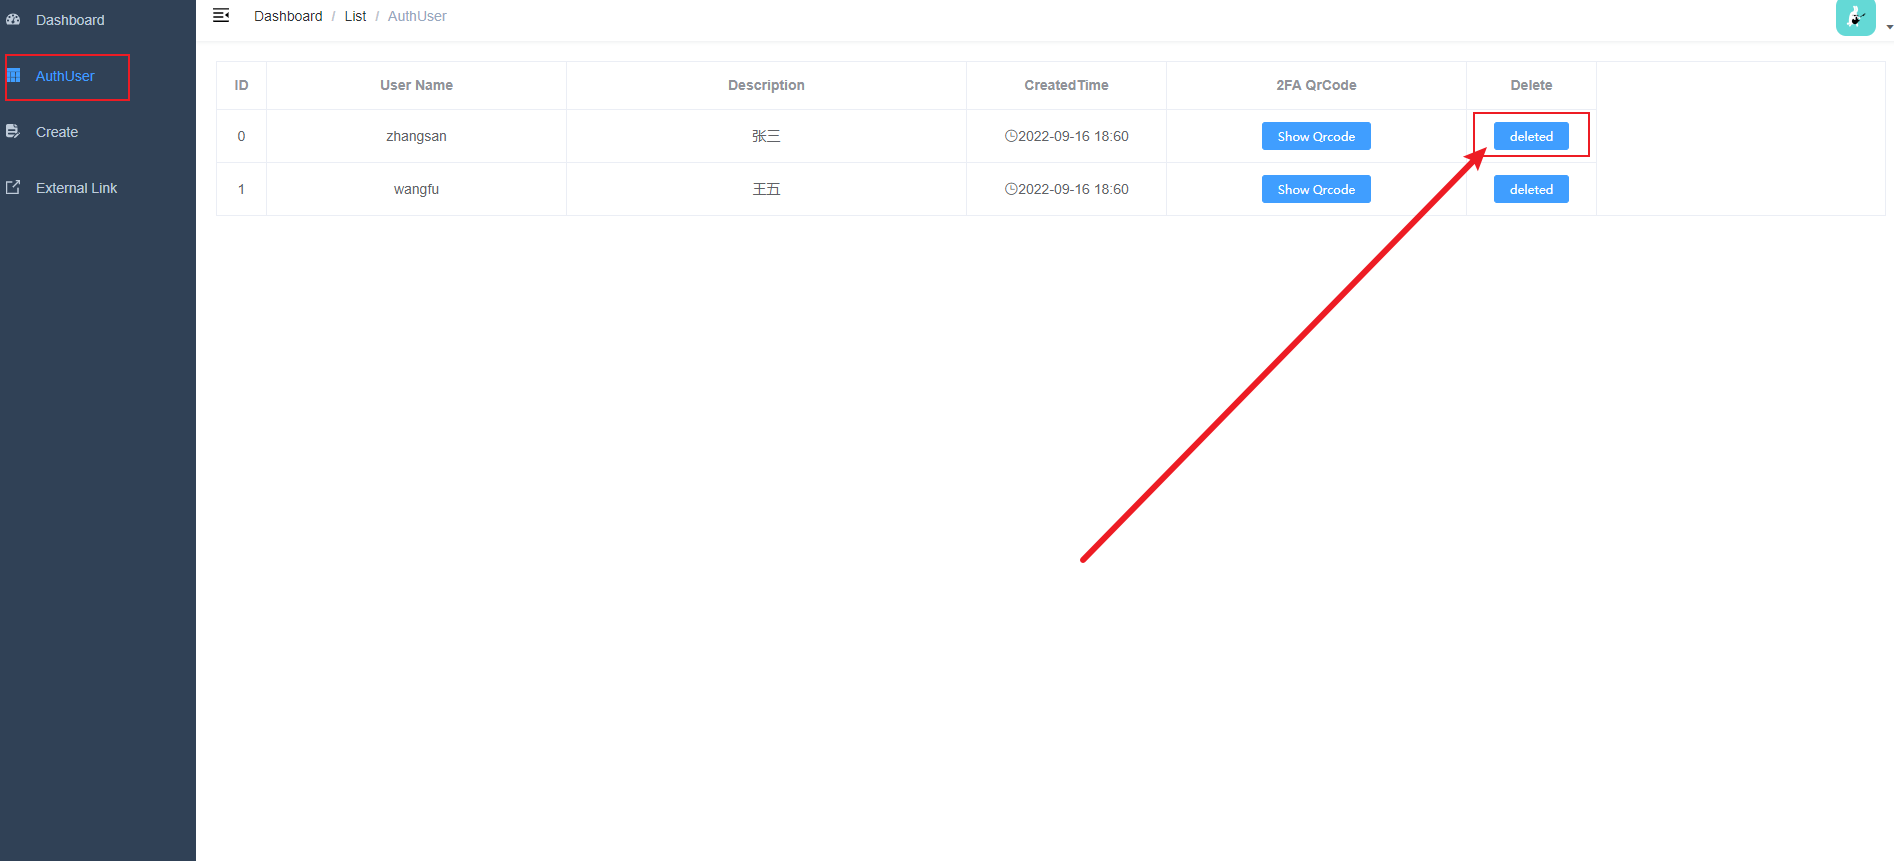 Dashboard
AuthUser
Create
External Link
Dashboard / List / AuthUser
ID User Name Description CreatedTime 2FA QrCode Delete
0 zhangsan 张三 2022-09-16 18:60 Show Qrcode deleted
1 wangfu 王五 2022-09-16 18:60 Show Qrcode deleted